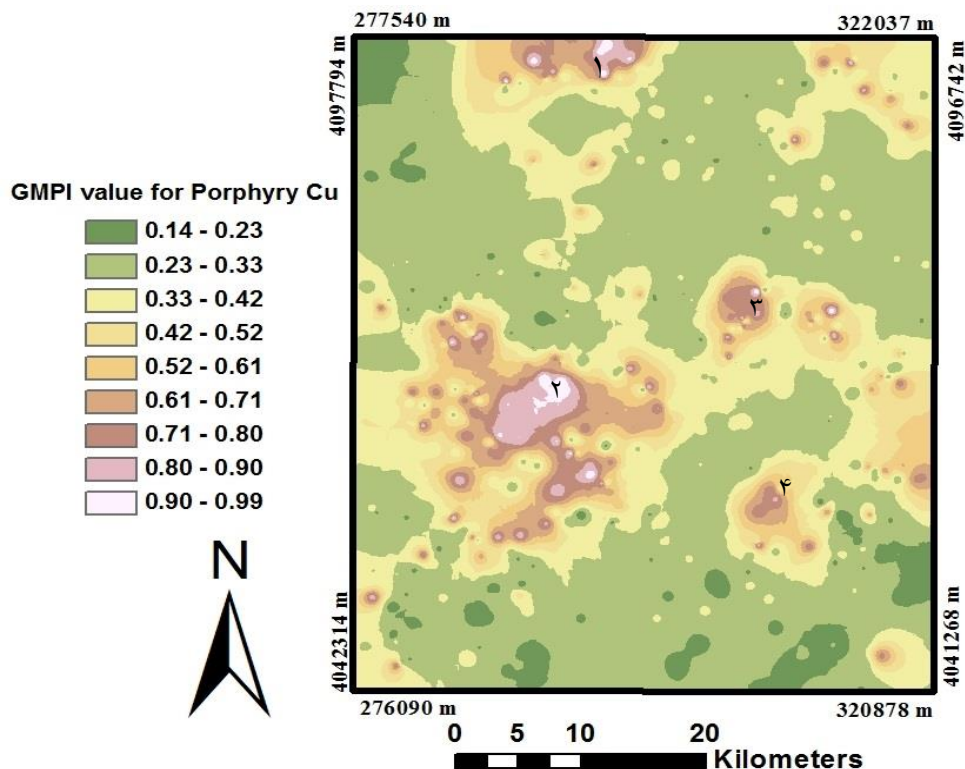 277540 m 322037 m
4097794 m
4096742 m
۱
GMPI value for Porphyry Cu
0.14 - 0.23
0.23 - 0.33
0.33 - 0.42
0.42 - 0.52
0.52 - 0.61
0.61 - 0.71
0.71 - 0.80
0.80 - 0.90
0.90 - 0.99
۳
۲
۴
N
4042314 m
4041268 m
276090 m 320878 m
0 5 10 20
Kilometers